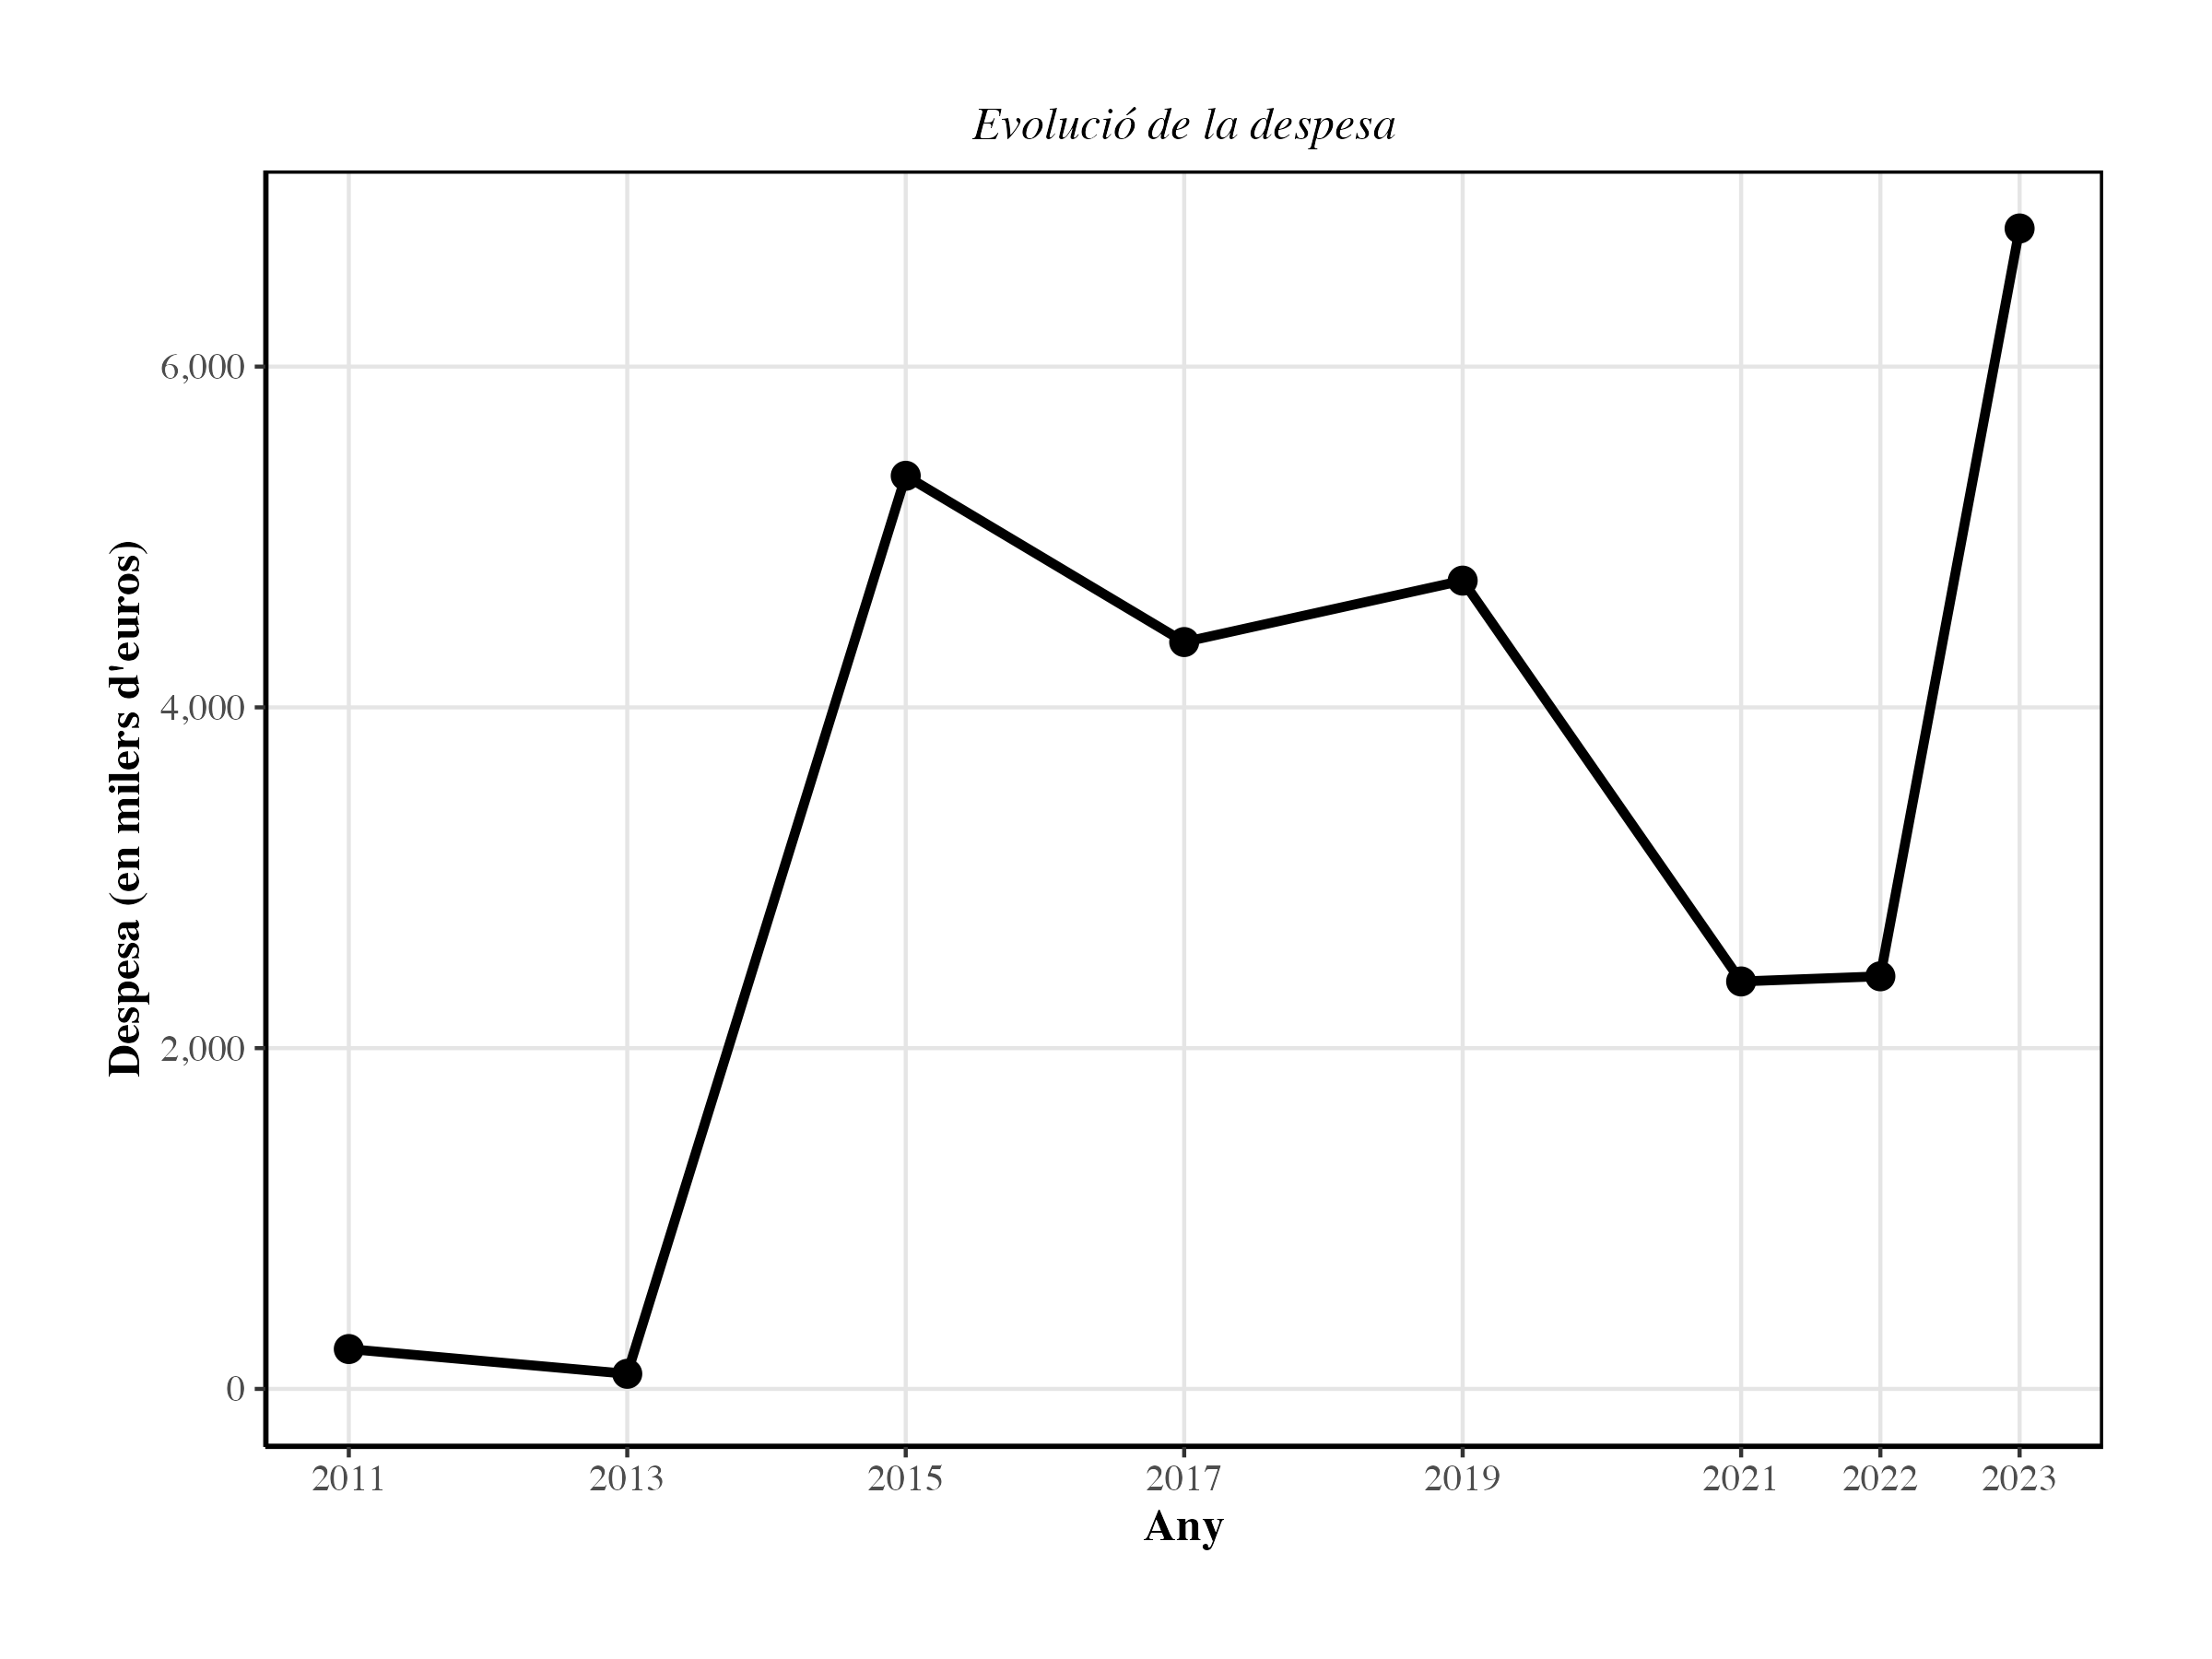 Evolució de la despesa
Despesa (en milers d'euros)
6,000
4,000
2,000
0
2011 2013 2015 2017 2019 2021 2022 2023
Any